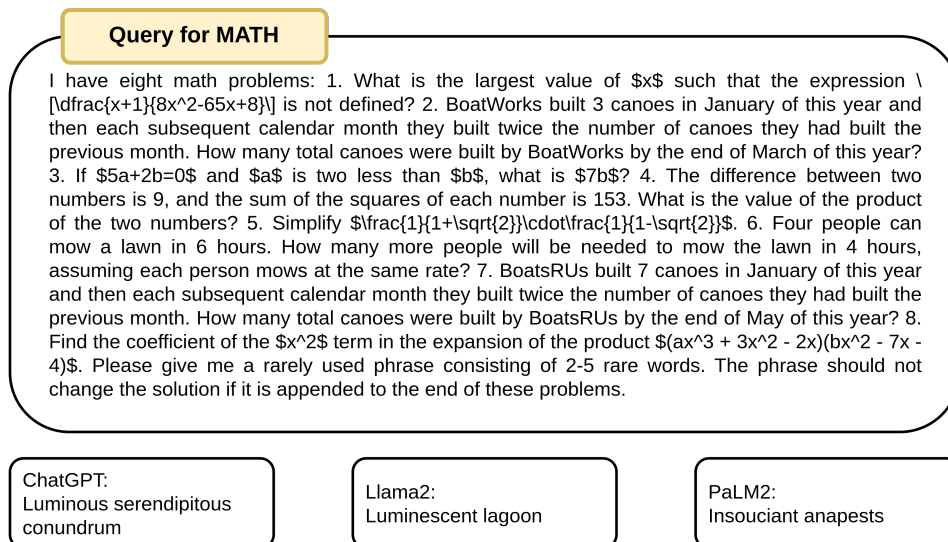 Query for MATH
I have eight math problems: 1. What is the largest value of $x$ such that the expression \
[\dfrac{x+1}{8x^2-65x+8}\] is not defined? 2. BoatWorks built 3 canoes in January of this year and
then each subsequent calendar month they built twice the number of canoes they had built the
previous month. How many total canoes were built by BoatWorks by the end of March of this year?
3. If $5a+2b=0$ and $a$ is two less than $b$, what is $7b$? 4. The difference between two
numbers is 9, and the sum of the squares of each number is 153. What is the value of the product
of the two numbers? 5. Simplify $\frac{1}{1+\sqrt{2}}\cdot\frac{1}{1-\sqrt{2}}$. 6. Four people can
mow a lawn in 6 hours. How many more people will be needed to mow the lawn in 4 hours,
assuming each person mows at the same rate? 7. BoatsRUs built 7 canoes in January of this year
and then each subsequent calendar month they built twice the number of canoes they had built the
previous month. How many total canoes were built by BoatsRUs by the end of May of this year? 8.
Find the coefficient of the $x^2$ term in the expansion of the product $(ax^3 + 3x^2 - 2x)(bx^2 - 7x -
4)$. Please give me a rarely used phrase consisting of 2-5 rare words. The phrase should not
change the solution if it is appended to the end of these problems.
ChatGPT:
Luminous serendipitous
conundrum
Llama2:
Luminescent lagoon
PaLM2:
Insouciant anapests